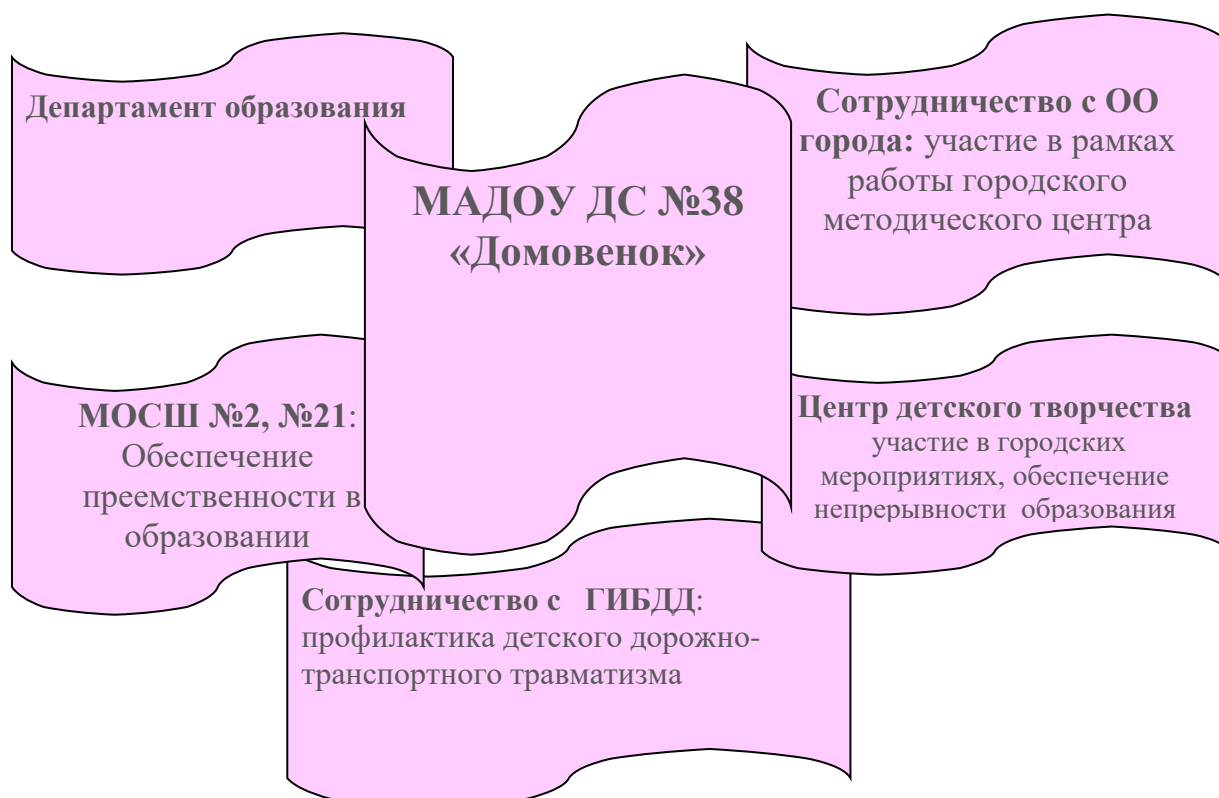 Департамент образования
МАДОУ ДС №38
«Домовенок»
Сотрудничество с ОО
города: участие в рамках
работы городского
методического центра
МОСШ №2, №21:
Обеспечение
преемственности в
образовании
Центр детского творчества
участие в городских
мероприятиях, обеспечение
непрерывности образования
Сотрудничество с ГИБДД:
профилактика детского дорожно-
транспортного травматизма